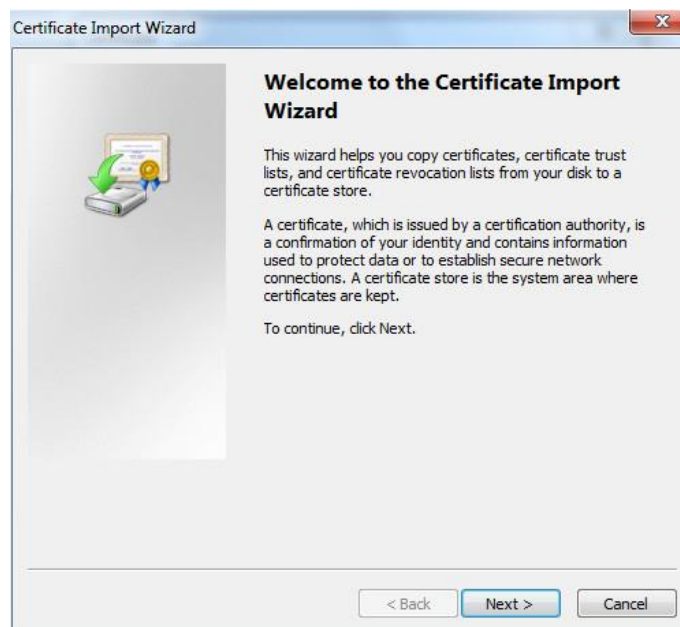 Certificate Import Wizard
Welcome to the Certificate Import
Wizard
This wizard helps you copy certificates, certificate trust
lists, and certificate revocation lists from your disk to a
certificate store.
A certificate, which is issued by a certification authority, is
a confirmation of your identity and contains information
used to protect data or to establish secure network
connections. A certificate store is the system area where
certificates are kept.
To continue, click Next.
< Back Next > Cancel